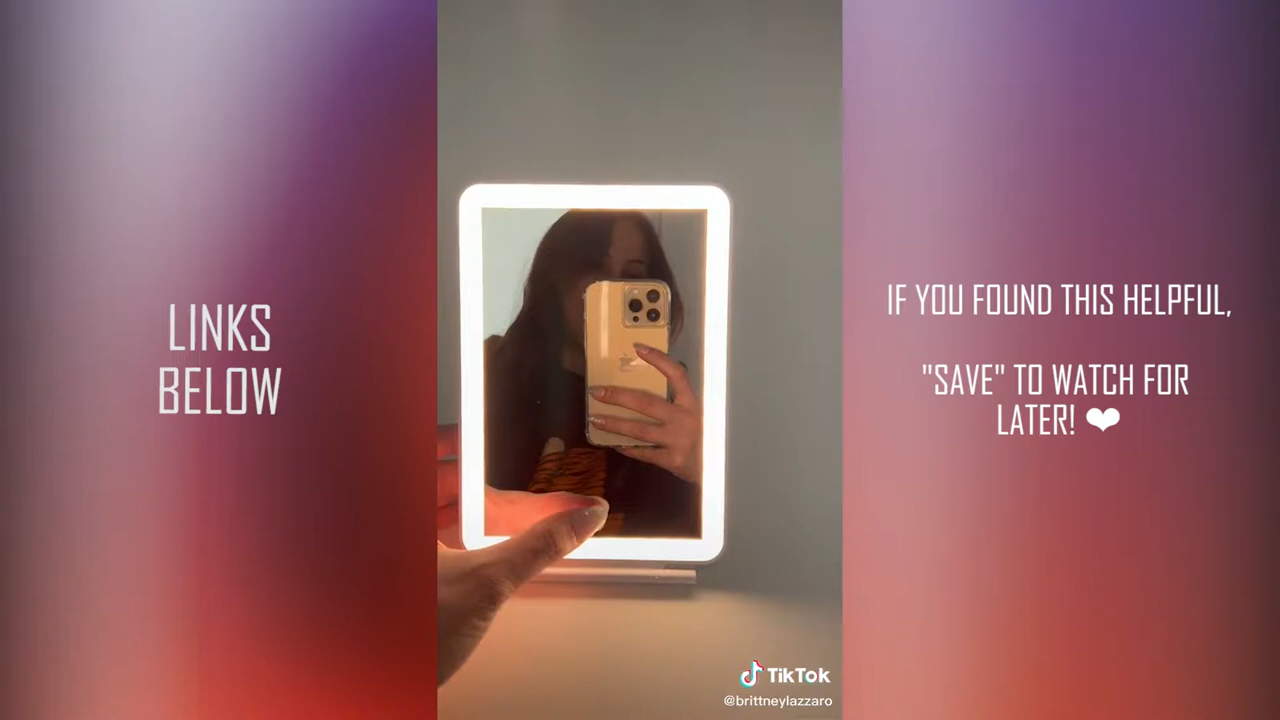 LINKS
BELOW
IF YOU FOUND THIS HELPFUL,
"SAVE" TO WATCH FOR
LATER! ❤
TikTok
@brittneylazzaro